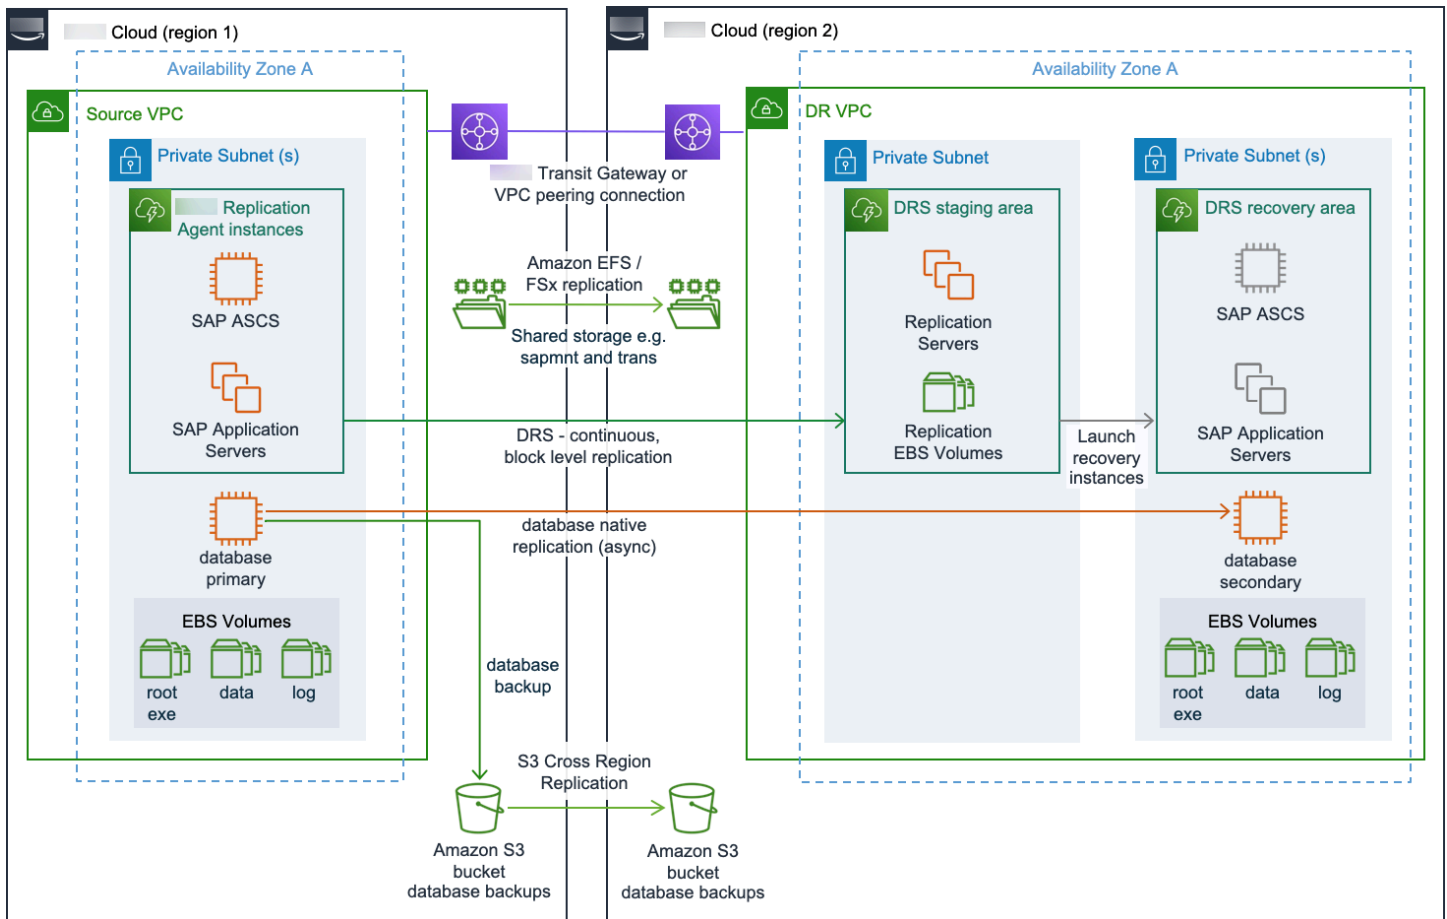 Cloud (region 1)
Availability Zone A
Source VPC
Private Subnet (s)
Replication
Agent instances
SAP ASCS
SAP Application
Servers
database
primary
EBS Volumes
root
exe
data
log
Transit Gateway or
VPC peering connection
Amazon EFS /
FSx replication
Shared storage e.g.
sapmnt and trans
DRS - continuous,
block level replication
database native
replication (async)
database
backup
S3 Cross Region
Replication
Amazon S3
bucket
database backups
Amazon S3
bucket
database backups
Cloud (region 2)
Availability Zone A
DR VPC
Private Subnet
DRS staging area
Replication
Servers
Replication
EBS Volumes
Launch
recovery
instances
Private Subnet (s)
DRS recovery area
SAP ASCS
SAP Application
Servers
database
secondary
EBS Volumes
root
exe
data
log